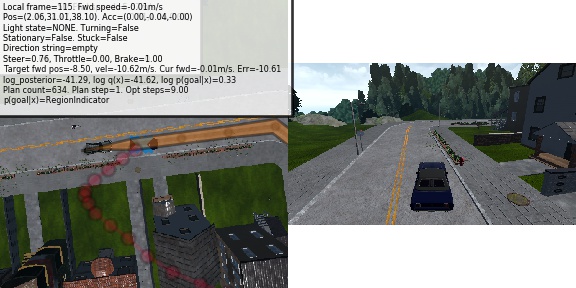 Local frame=115: Fwd speed=-0.01m/s
Pos=(2.06,31.01,38.10). Acc=(0.00,-0.04,-0.00)
Light state=NONE. Turning=False
Stationary=False. Stuck=False
Direction string=empty
Steer=0.76, Throttle=0.00, Brake=1.00
Target fwd pos=-8.50, vel=-10.62m/s. Cur fwd=-0.01m/s. Err=-10.61
log_posterior=-41.29, log q(x)=-41.62, log p(goal|x)=0.33
Plan count=634. Plan step=1. Opt steps=9.00
p(goal|x)=RegionIndicator